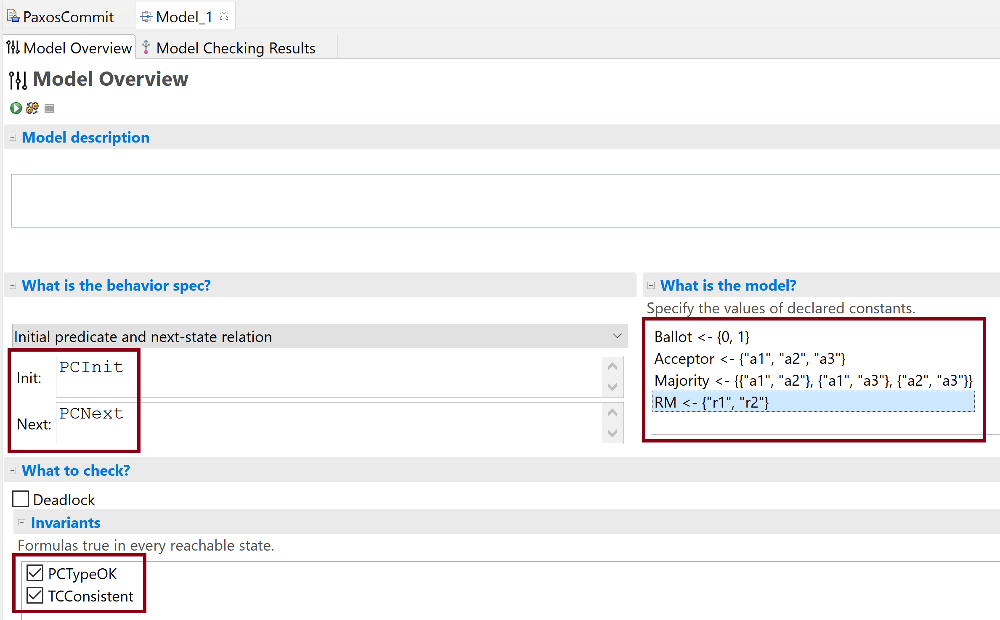 PaxosCommit Model_1
Model Overview Model Checking Results
Model Overview
Model description
What is the behavior spec?
Initial predicate and next-state relation
Init: PCInit
Next: PCNext
What is the model?
Specify the values of declared constants.
Ballot <- {0, 1}
Acceptor <- {"a1", "a2", "a3"}
Majority <- {{"a1", "a2"}, {"a1", "a3"}, {"a2", "a3"}}
RM <- {"r1", "r2"}
What to check?
Deadlock
Invariants
Formulas true in every reachable state.
PCTypeOK
TCConsistent